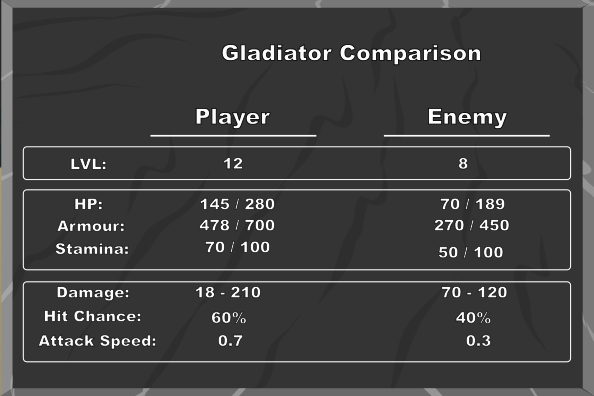 Gladiator Comparison
Player Enemy
LVL: 12 8
HP: 145 / 280 70 / 189
Armour: 478 / 700 270 / 450
Stamina: 70 / 100 50 / 100
Damage: 18 - 210 70 - 120
Hit Chance: 60% 40%
Attack Speed: 0.7 0.3